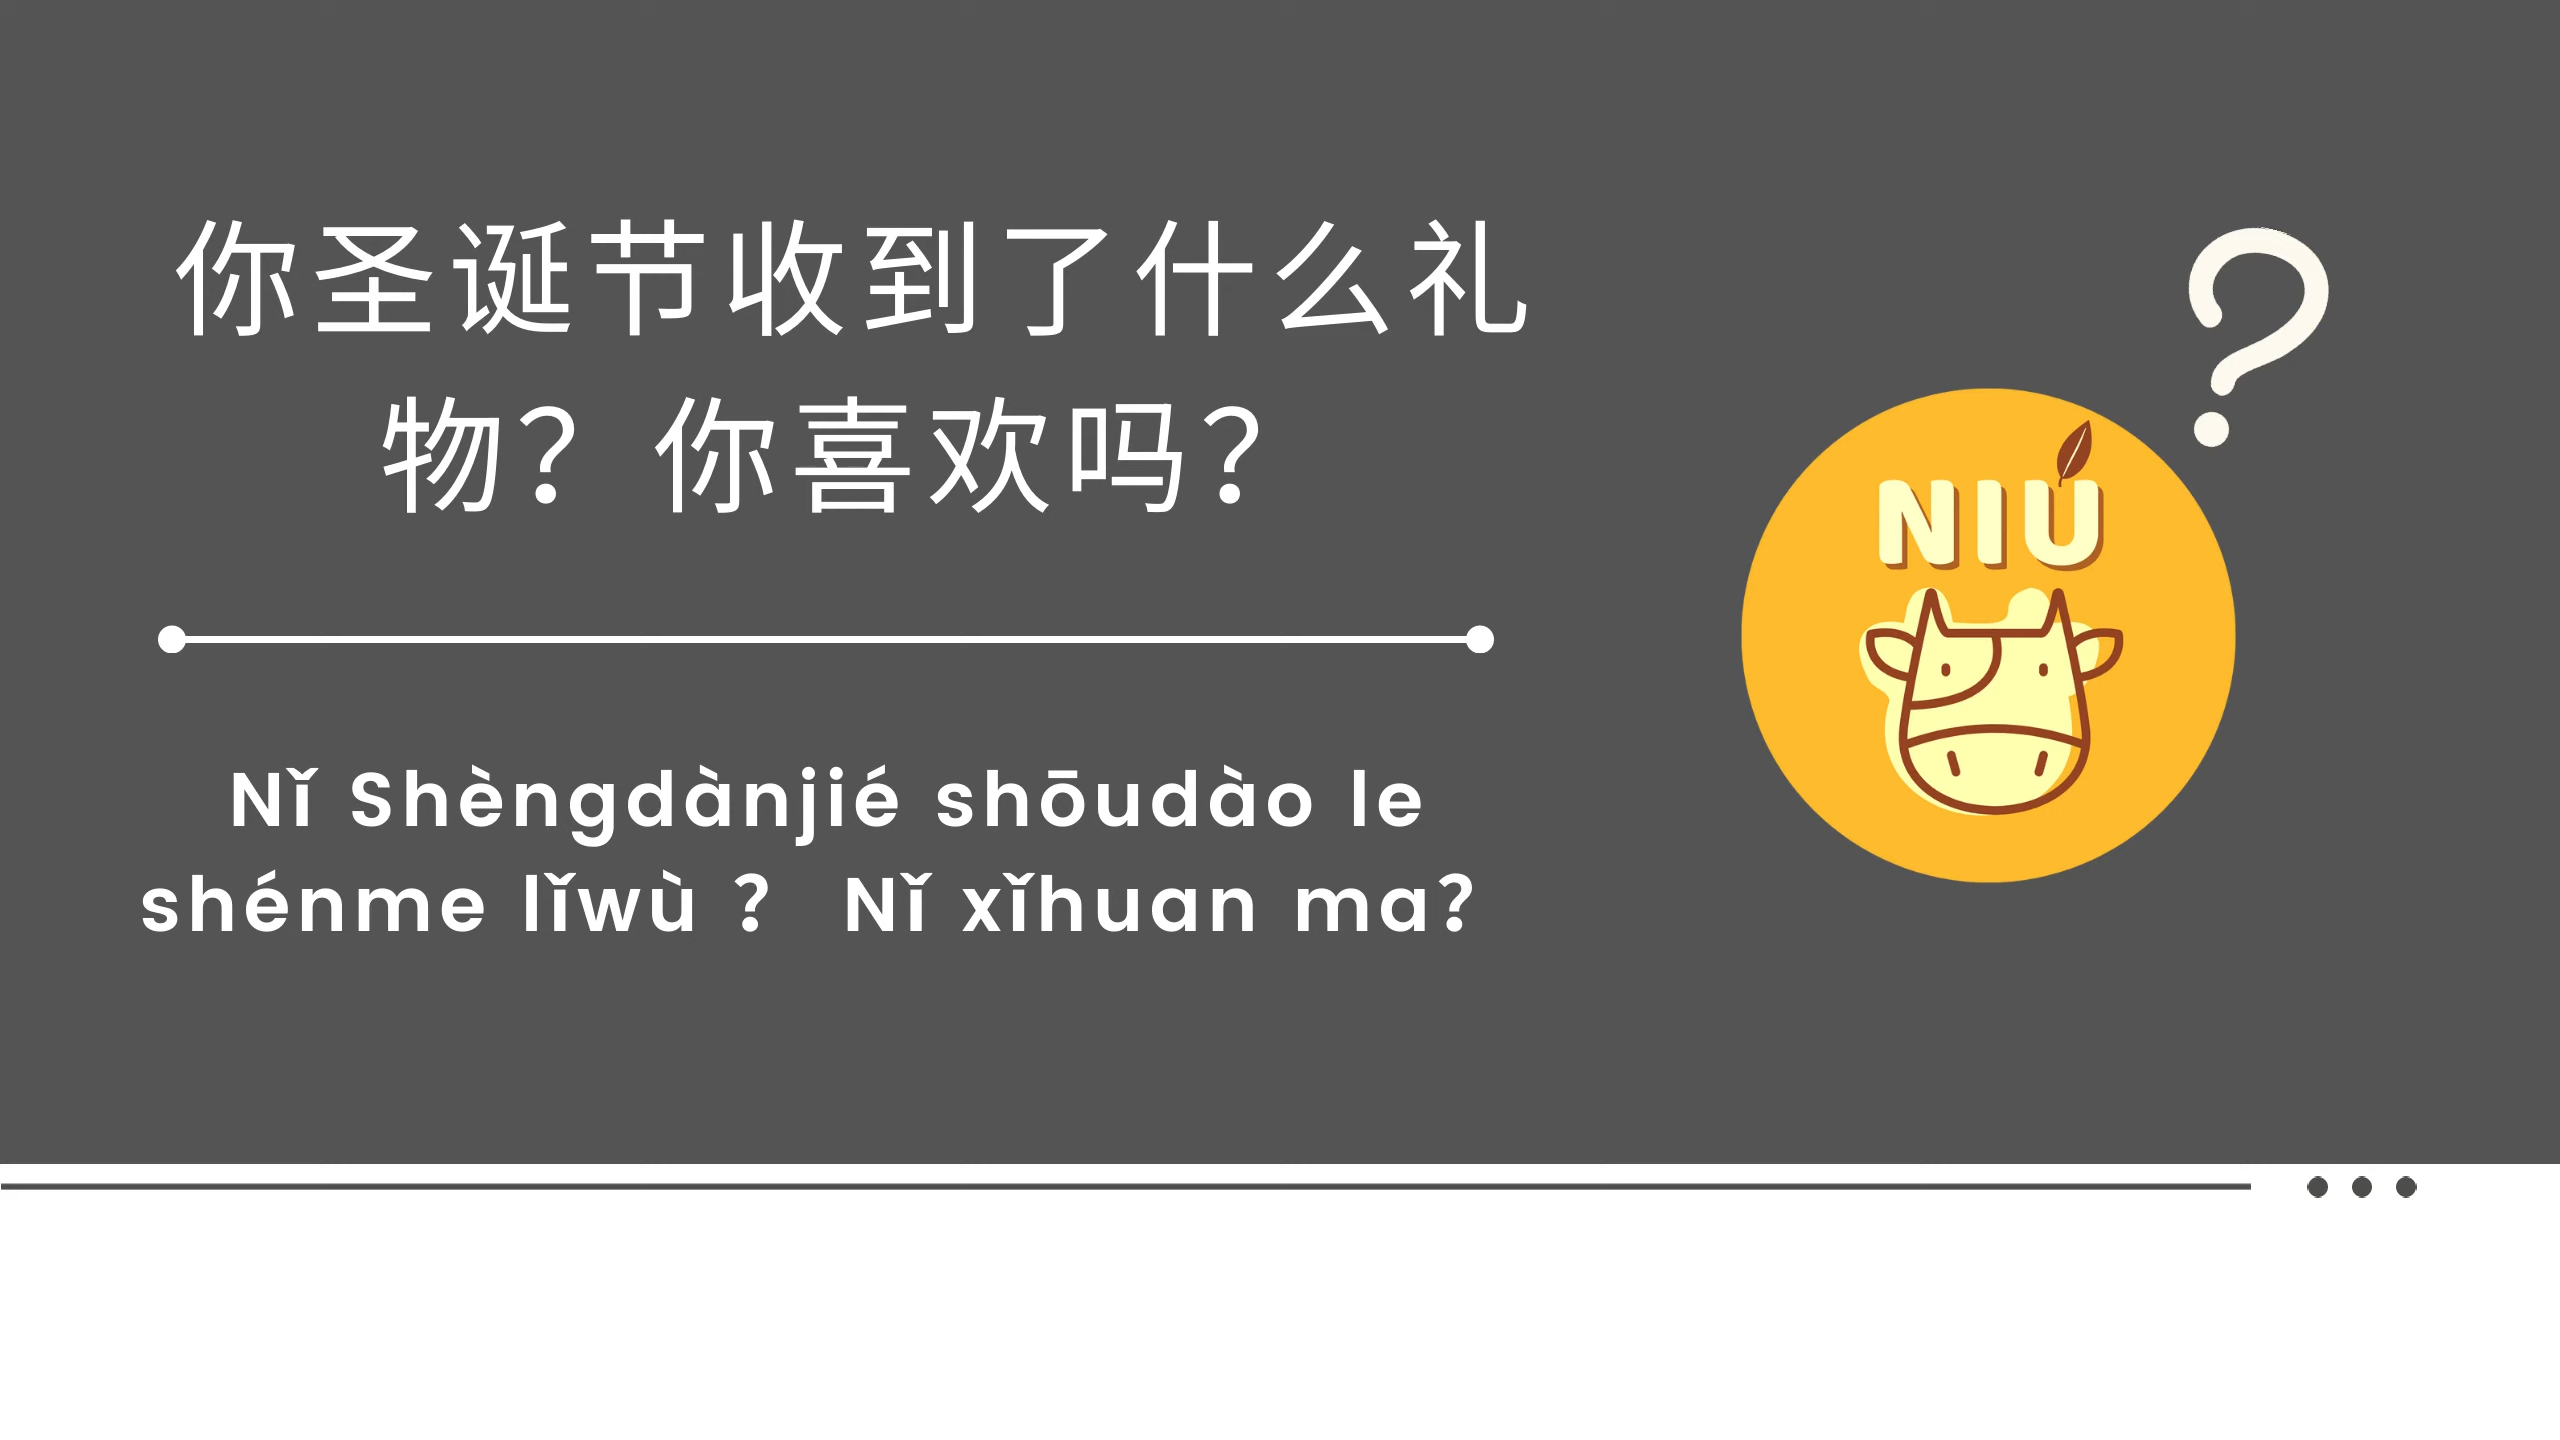 你圣诞节收到了什么礼
物？你喜欢吗？
Nǐ Shèngdànjié shōudào le
shénme lǐwù ？ Nǐ xǐhuan ma?
?
NIU